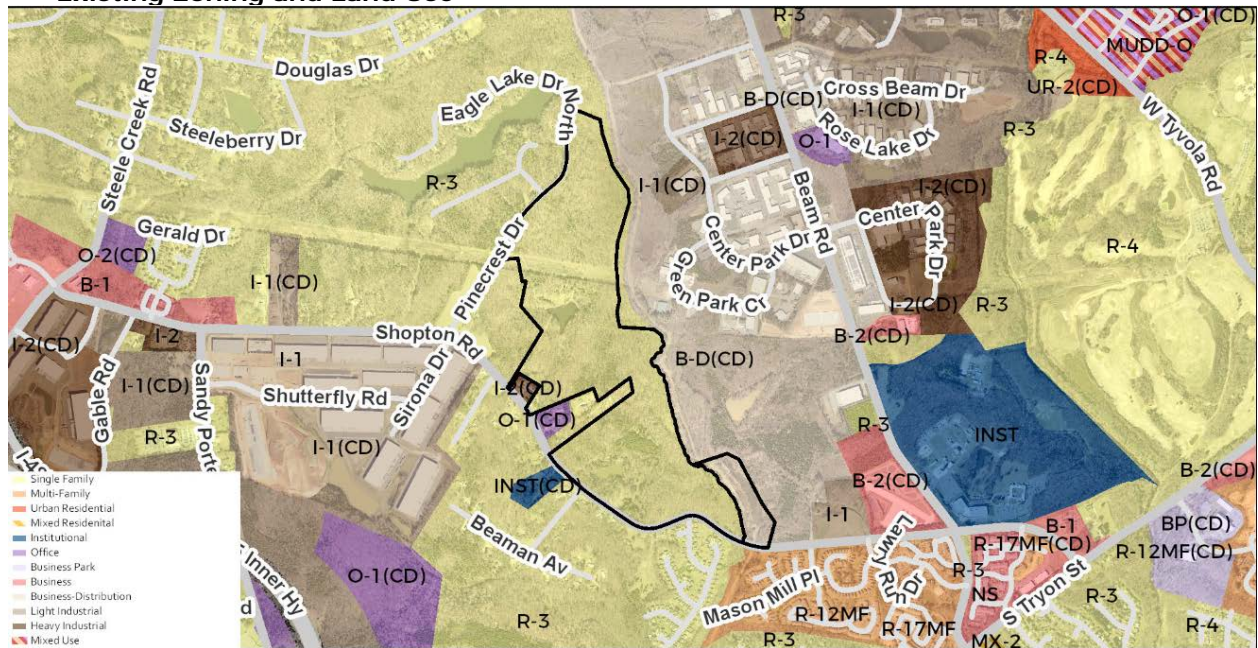 Existing Zoning and Land Use
R-3
O-1(CD)
MUDD-O
Douglas Dr
Eagle Lake Dr North
Steele Creek Rd
Steeleberry Dr
R-3
B-D(CD)
Cross Beam Dr
I-1(CD)
Rose Lake Dr
I-2(CD)
O-1
R-4
UR-2(CD)
R-3
W Tyvola Rd
I-1(CD)
Beam Rd
I-2(CD)
Center Park Dr
Center Park Dr
Green Park Cr
R-4
Gerald Dr
O-2(CD)
B-1
I-1(CD)
Pinecrest Dr
I-2(CD)
R-3
B-2(CD)
I-2
I-2(CD)
Shopton Rd
I-1
B-D(CD)
Gable Rd
I-1(CD)
Sandy Porte
Shutterfly Rd
Sirona Dr
I-2(CD)
O-1(CD)
R-3
I-1(CD)
R-3
INST
INST(CD)
B-2(CD)
B-2(CD)
I-1
Beaman Av
B-1
BP(CD)
R-17MF(CD)
R-12MF(CD)
Lawry Run Dr
R-3
NS
S Tryon St
R-3
Mason Mill Pl
R-12MF
R-17MF
MX-2
R-4
O-1(CD)
R-3
R-3
Inner Hy
Single Family
Multi-Family
Urban Residential
Mixed Residental
Institutional
Office
Business Park
Business
Business-Distribution
Light Industrial
Heavy Industrial
Mixed Use